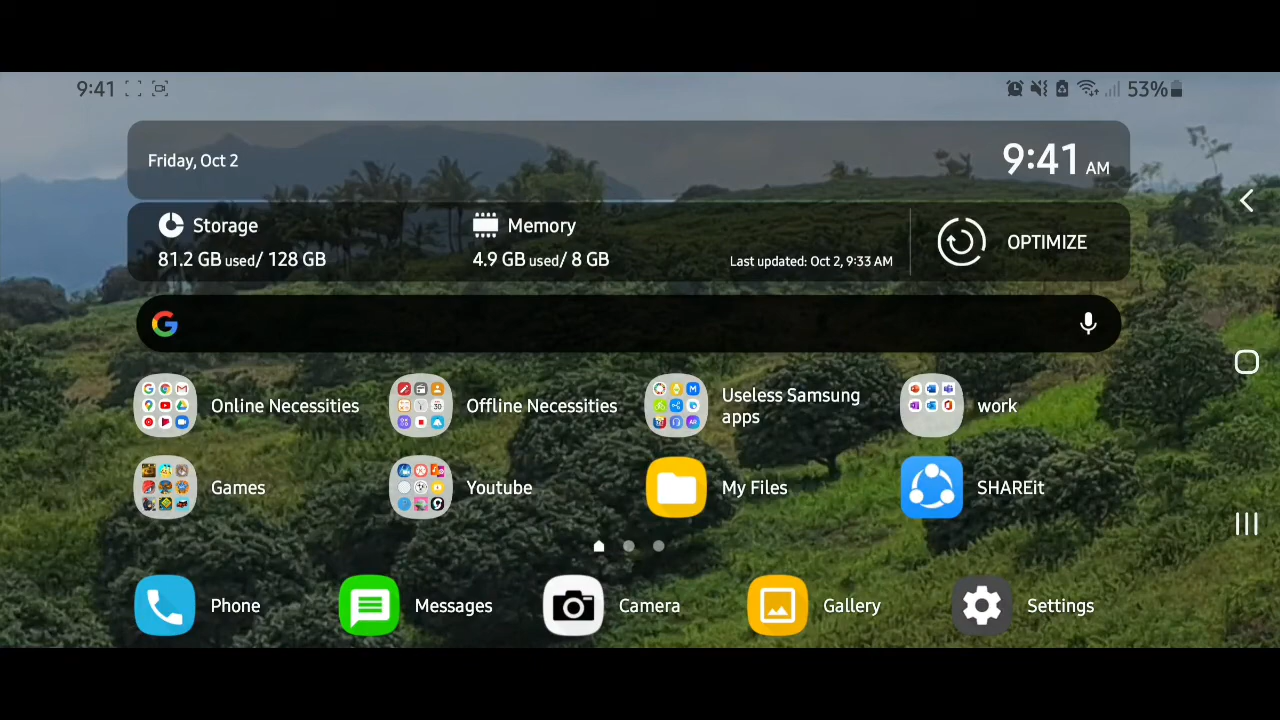 9:41
53%
Friday, Oct 2
9:41 AM
Storage
Memory
81.2 GB used/ 128 GB
4.9 GB used/ 8 GB
Last updated: Oct 2, 9:33 AM
OPTIMIZE
Online Necessities
Offline Necessities
Useless Samsung
apps
work
Games
Youtube
My Files
SHAREit
Phone
Messages
Camera
Gallery
Settings